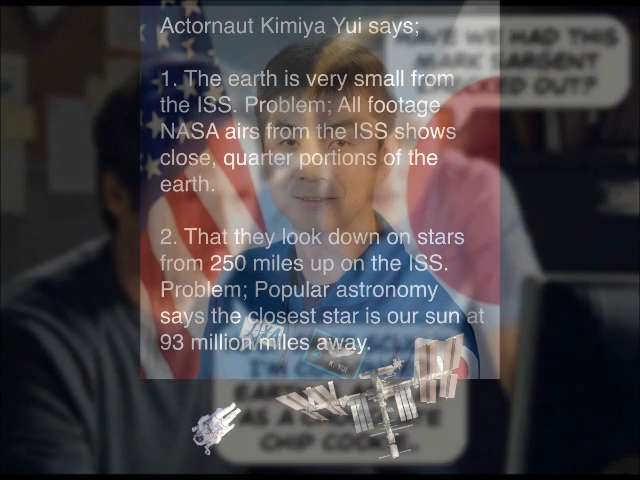 Actornaut Kimiya Yui says;
1. The earth is very small from
the ISS. Problem; All footage
NASA airs from the ISS shows
close, quarter portions of the
earth.
2. That they look down on stars
from 250 miles up on the ISS.
Problem; Popular astronomy
says the closest star is our sun at
93 million miles away.
HAVE WE HAD THIS
MARK SARGENT
CHECKED OUT?
K. YUI
AS A
CHIP COOKIE.